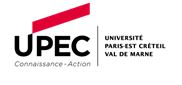 UPEC
Connaissance - Action
UNIVERSITÉ
PARIS-EST CRÉTEIL
VAL DE MARNE